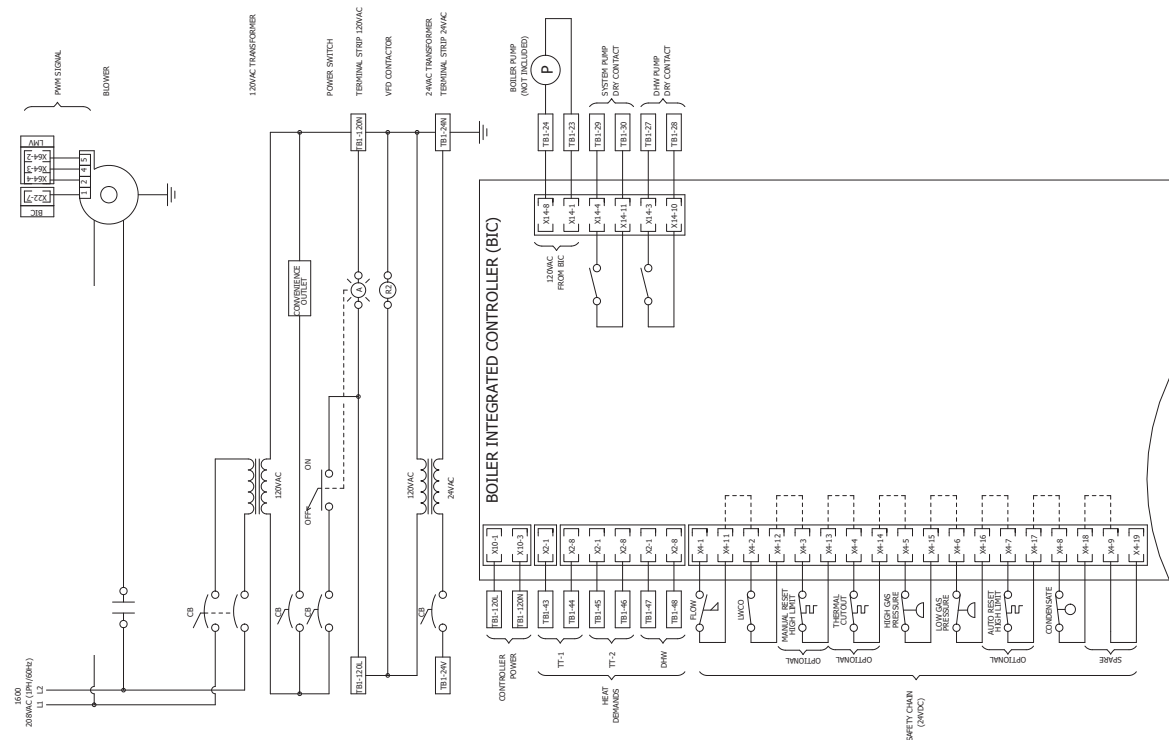 PWM SIGNAL
BLOWER
120VAC TRANSFORMER
POWER SWITCH
TERMINAL STRIP 120VAC
VFD CONTACTOR
24VAC TRANSFORMER
TERMINAL STRIP 24VAC
LMV
X64-2
X64-3
X64-4
X22-7
BIC
5
4
2
1
TB1-120N
TB1-24N
CONVENIENCE
OUTLET
A
R2
120VAC
OFF
ON
120VAC
24VAC
CB
CB
CB
CB
TB1-120L
TB1-24V
1600
208VAC (1PH/60Hz)
L1
L2
BOILER PUMP
(NOT INCLUDED)
P
SYSTEM PUMP
DRY CONTACT
DHW PUMP
DRY CONTACT
TB1-24
TB1-23
TB1-29
TB1-30
TB1-27
TB1-28
X14-8
X14-1
X14-4
X14-11
X14-3
X14-10
120VAC
FROM BIC
BOILER INTEGRATED CONTROLLER (BIC)
X10-1
X10-3
X2-1
X2-8
X2-1
X2-8
X2-1
X2-8
X4-1
X4-11
X4-2
X4-12
X4-3
X4-13
X4-4
X4-14
X4-5
X4-15
X4-6
X4-16
X4-7
X4-17
X4-8
X4-18
X4-9
X4-19
TB1-120L
TB1-120N
TB1-43
TB1-44
TB1-45
TB1-46
TB1-47
TB1-48
FLOW
LWCO
MANUAL RESET
HIGH LIMIT
THERMAL
CUTOUT
HIGH GAS
PRESSURE
LOW GAS
PRESSURE
AUTO RESET
HIGH LIMIT
CONDENSATE
OPTIONAL
OPTIONAL
OPTIONAL
SPARE
CONTROLLER
POWER
TT-1
TT-2
DHW
HEAT
DEMANDS
SAFETY CHAIN
(24VDC)